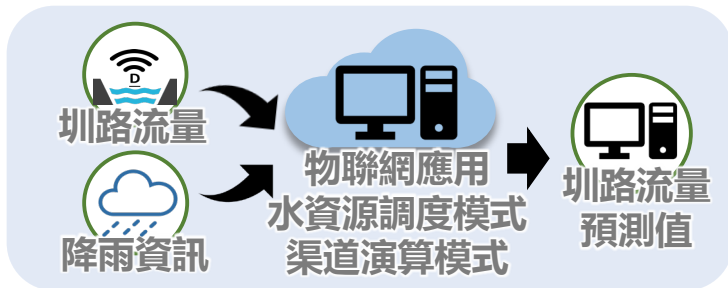 D
圳路流量
降雨資訊
物聯網應用
水資源調度模式
渠道演算模式
圳路流量
預測值